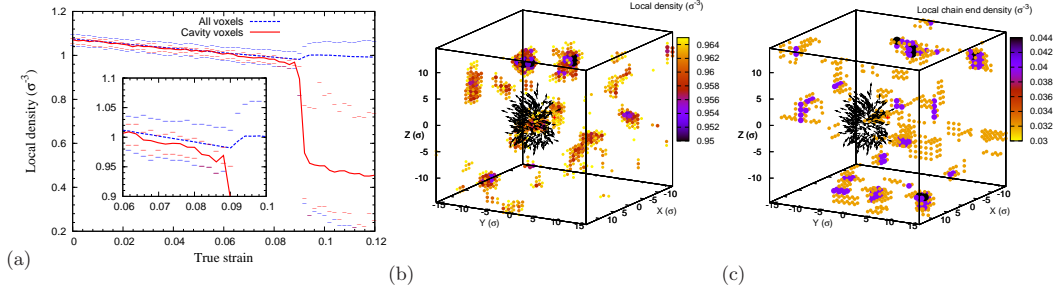 All voxels
Cavity voxels
Local density (σ⁻³)
1.2
1
0.8
0.6
0.4
0.2
1.05
1
0.95
0.9
0.06 0.07 0.08 0.09 0.1
0 0.02 0.04 0.06 0.08 0.1 0.12
True strain
(a)
Local density (σ⁻³)
0.964
0.962
0.96
0.958
0.956
0.954
0.952
0.95
10
5
0
-5
-10
Z (σ)
-15 -10 -5 0 5 10 15
Y (σ)
-10 -5 0 5 10 15
X (σ)
(b)
Local chain end density (σ⁻³)
0.044
0.042
0.04
0.038
0.036
0.034
0.032
0.03
10
5
0
-5
-10
Z (σ)
-15 -10 -5 0 5 10 15
Y (σ)
-10 -5 0 5 10 15
X (σ)
(c)